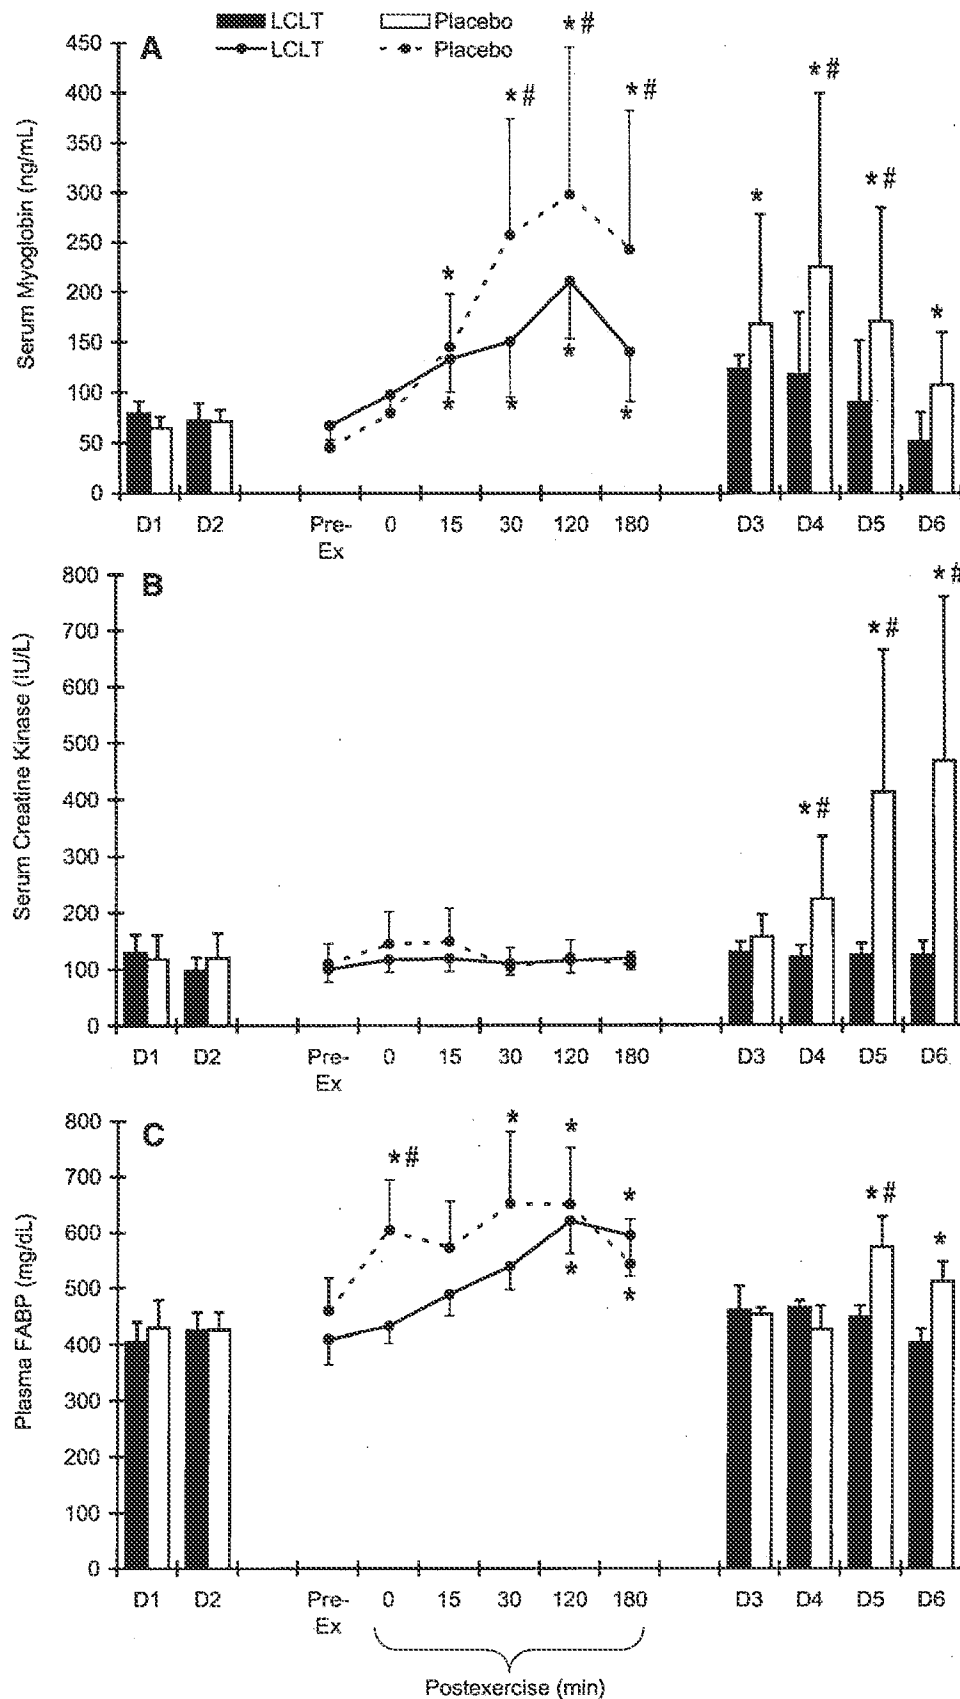 LCLT Placebo
LCLT Placebo
A
* #
450
400
350
300
250
200
150
100
50
0
Serum Myoglobin (ng/mL)
* # * #
*
* * * *
* * # * # *
D1 D2 Pre-Ex 0 15 30 120 180 D3 D4 D5 D6
B
800
700
600
500
400
300
200
100
0
Serum Creatine Kinase (IU/L)
* # * # * #
D1 D2 Pre-Ex 0 15 30 120 180 D3 D4 D5 D6
C
800
700
600
500
400
300
200
100
0
Plasma FABP (mg/dL)
* # * * *
* *
* # *
D1 D2 Pre-Ex 0 15 30 120 180 D3 D4 D5 D6
Postexercise (min)